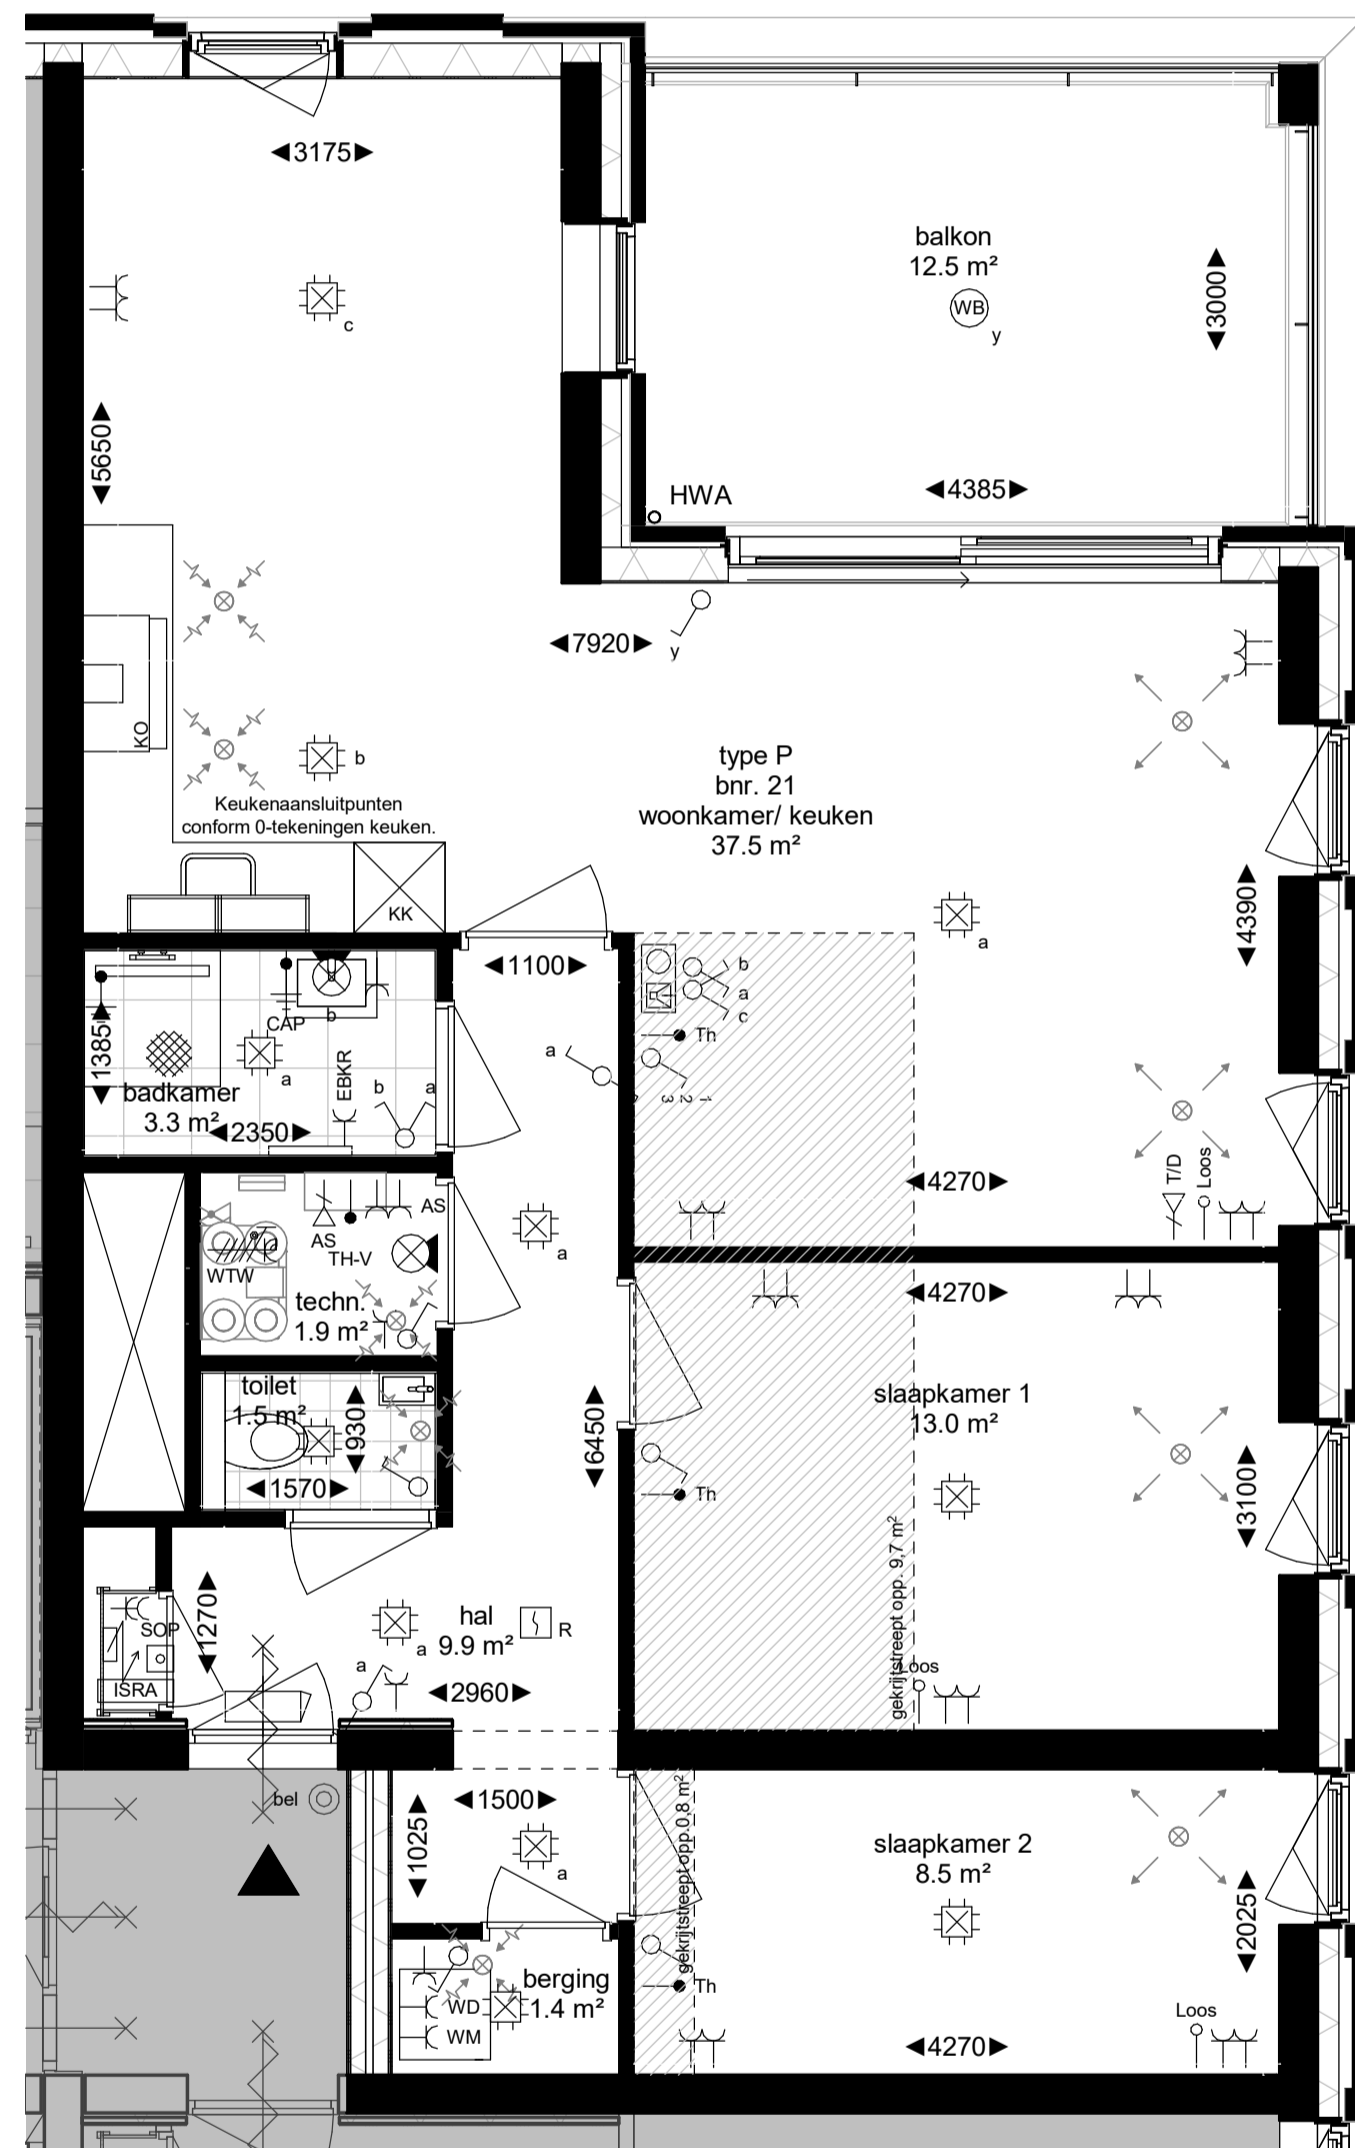 3175
balkon
12.5 m²
WB
y
3000
c
5650
HWA
4385
7920
y
KO
b
type P
bnr. 21
woonkamer/ keuken
37.5 m²
Keukenaansluitpunten
conform 0-tekeningen keuken.
KK
4390
a
1100
b
a
c
Th
1 2 3
a
CAP
b
1385
a
EBKR
badkamer
3.3 m²
2350
b
a
4270
T/D
Loos
AS
AS
TH-V
WTW
a
techn.
1.9 m²
a
4270
toilet
1.5 m²
930
1570
6450
slaapkamer 1
13.0 m²
3100
Th
gekrijtstreept opp. 9,7 m²
Loos
1270
SOP
ISRA
hal
9.9 m²
a
R
a
2960
bel
1500
1025
a
gekrijtstreept opp.0,8 m²
slaapkamer 2
8.5 m²
2025
Th
berging
1.4 m²
WD
WM
Loos
4270